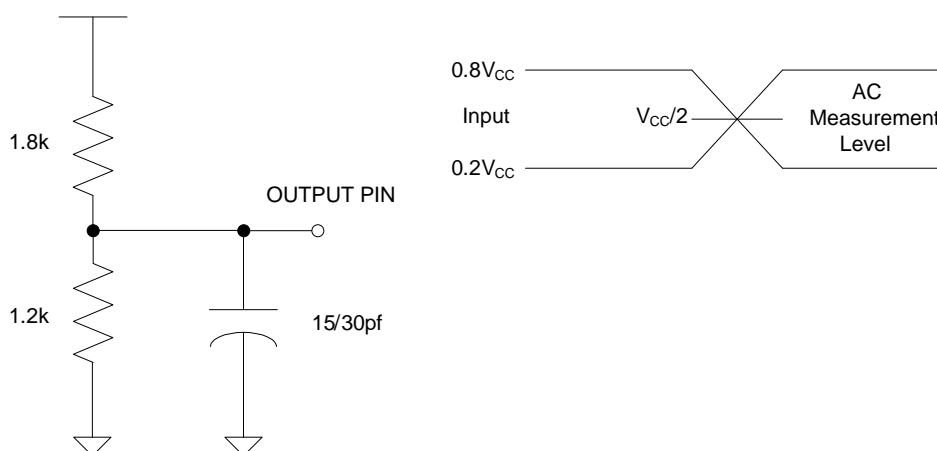 1.8k
OUTPUT PIN
1.2k
15/30pf
0.8VCC
Input
VCC/2
0.2VCC
AC
Measurement
Level